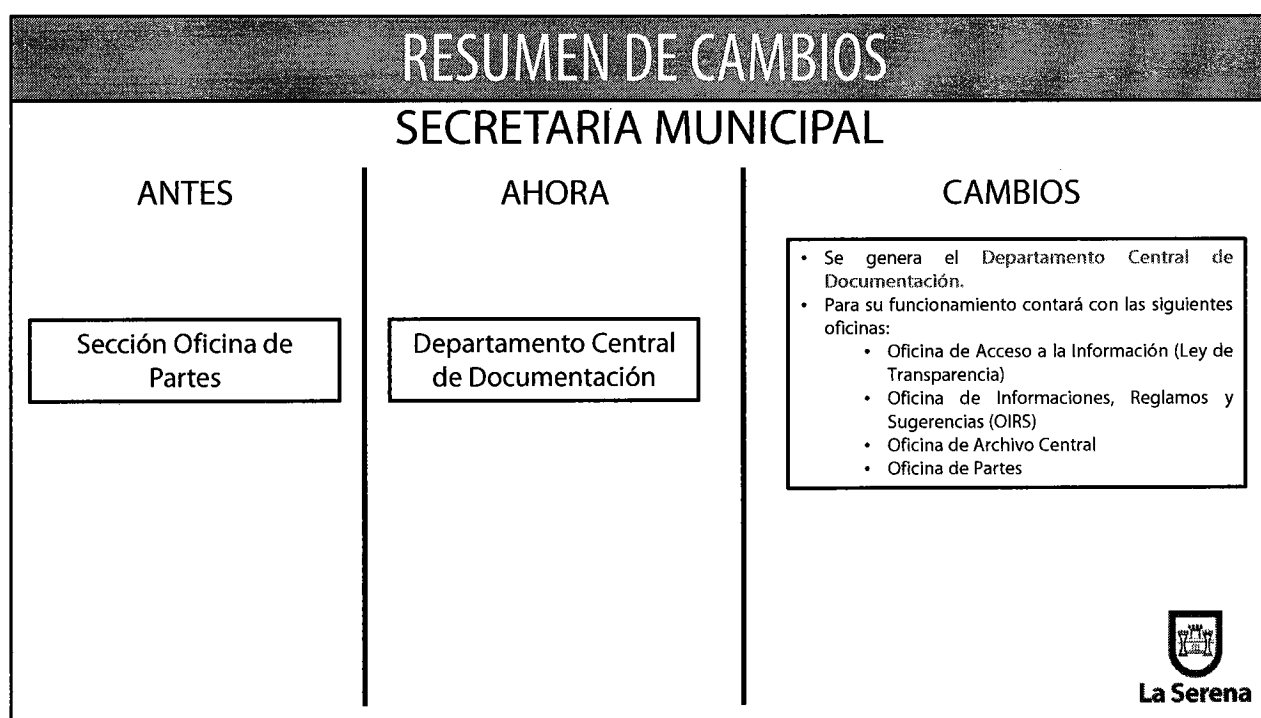 RESUMEN DE CAMBIOS
SECRETARÍA MUNICIPAL
ANTES
Sección Oficina de
Partes
AHORA
Departamento Central
de Documentación
CAMBIOS
• Se genera el Departamento Central de
Documentación.
• Para su funcionamiento contará con las siguientes
oficinas:
• Oficina de Acceso a la Información (Ley de
Transparencia)
• Oficina de Informaciones, Reglamos y
Sugerencias (OIRS)
• Oficina de Archivo Central
• Oficina de Partes
La Serena